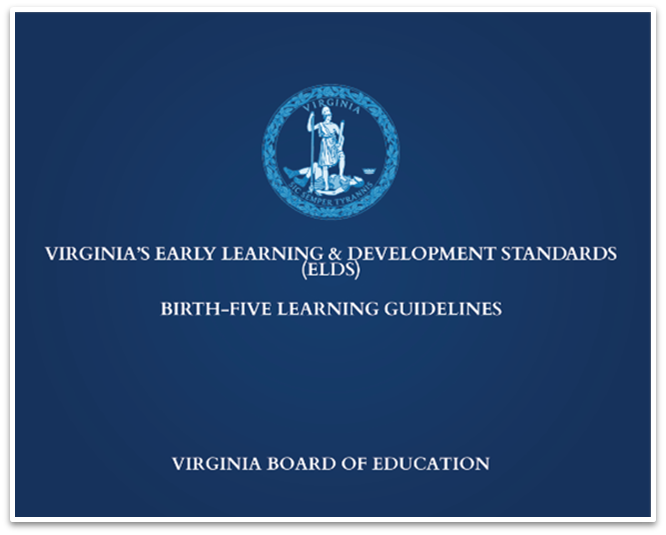 VIRGINIA
SIC SEMPER TYRANNIS
VIRGINIA'S EARLY LEARNING & DEVELOPMENT STANDARDS
(ELDS)
BIRTH-FIVE LEARNING GUIDELINES
VIRGINIA BOARD OF EDUCATION